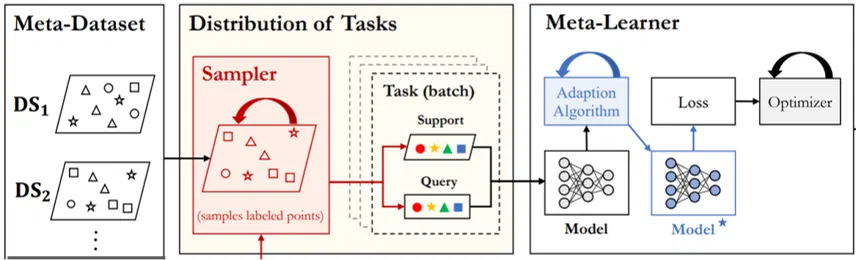 Meta-Dataset
DS1
DS2
Distribution of Tasks
Sampler
(samples labeled points)
Task (batch)
Support
Query
Meta-Learner
Adaption
Algorithm
Loss
Optimizer
Model
Model★